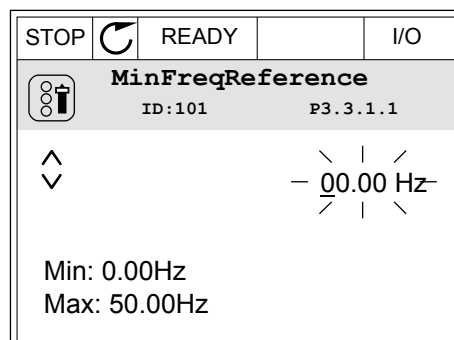 STOP READY I/O
MinFreqReference
ID:101 P3.3.1.1
00.00 Hz
Min: 0.00Hz
Max: 50.00Hz